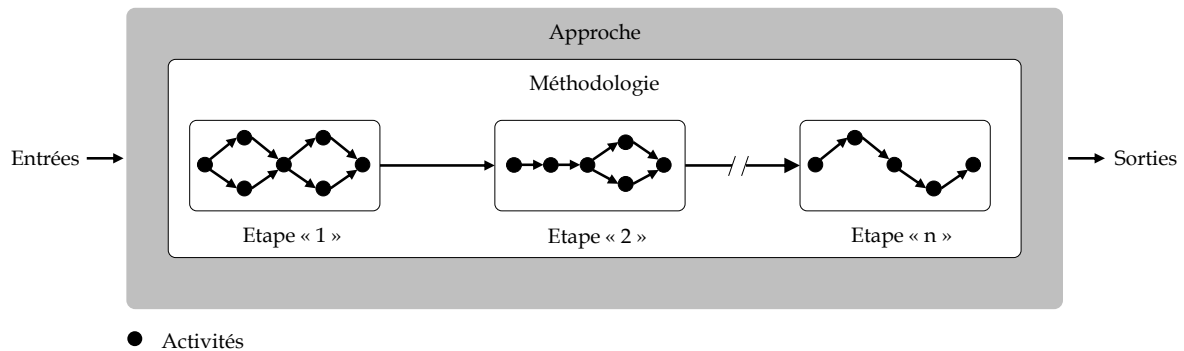 Approche
Méthodologie
Entrées
Sorties
Etape « 1 »
Etape « 2 »
Etape « n »
Activités